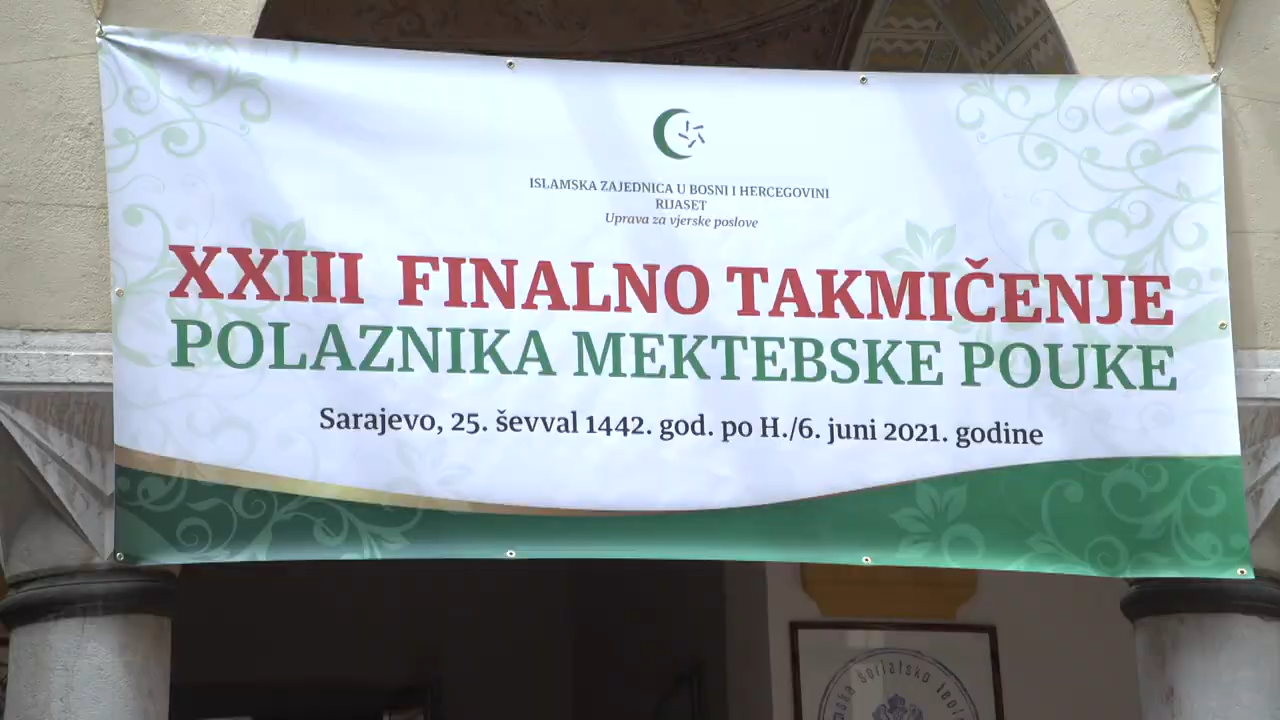 ISLAMSKA ZAJEDNICA U BOSNI I HERCEGOVINI
RIJASET
Uprava za vjerske poslove
XXIII FINALNO TAKMIČENJE
POLAZNIKA MEKTEBSKE POUKE
Sarajevo, 25. ševval 1442. god. po H./6. juni 2021. godine
šerijatsko